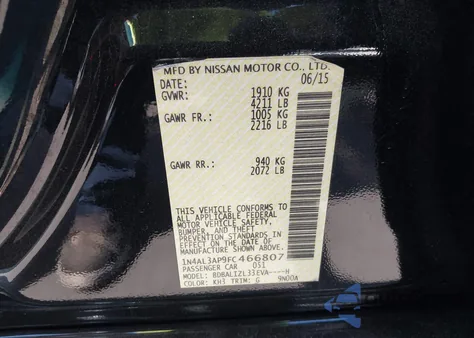 MFD BY NISSAN MOTOR CO., LTD.
DATE: 06/15
GVWR: 1910 KG
4211 LB
GAWR FR.: 1005 KG
2216 LB
GAWR RR.: 940 KG
2072 LB
THIS VEHICLE CONFORMS
TO ALL APPLICABLE FEDERAL
MOTOR VEHICLE SAFETY,
BUMPER, AND THEFT
PREVENTION STANDARDS
IN EFFECT ON THE DATE OF
MANUFACTURE SHOWN ABOVE.
1N4AL3AP9FC466807
PASSENGER CAR 051
MODEL: BDBALIZL33EVA-----H
COLOR: KH3 TRIM: G 9N00A